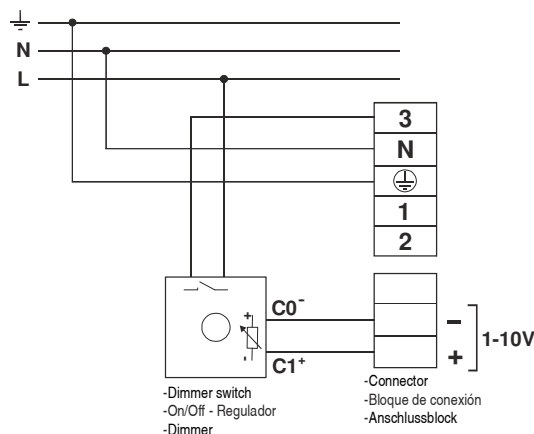 N
L
3
N
1
2
C0-
C1+
+
-
-
+
1-10V
-Dimmer switch
-On/Off - Regulador
-Dimmer
-Connector
-Bloque de conexión
-Anschlussblock